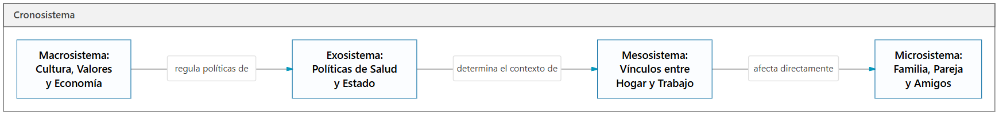 Cronosistema
Macrosistema:
Cultura, Valores
y Economía
regula políticas de
Exosistema:
Políticas de Salud
y Estado
determina el contexto de
Mesosistema:
Vínculos entre
Hogar y Trabajo
afecta directamente
Microsistema:
Familia, Pareja
y Amigos